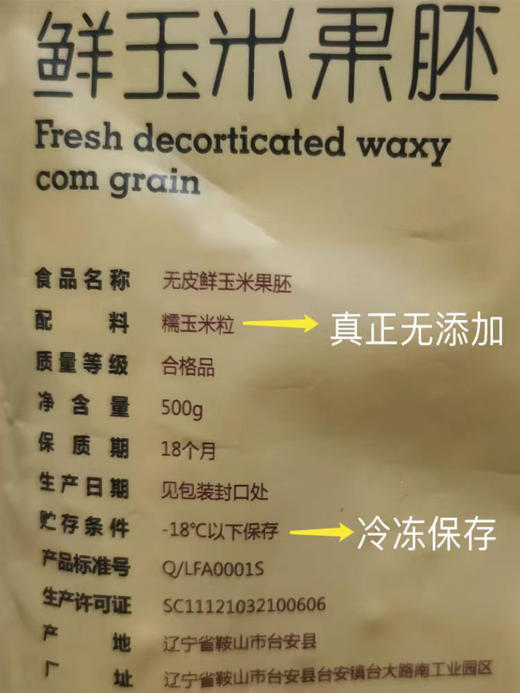 鲜玉米果胚
Fresh decorticated waxy
com grain
食品名称 无皮鲜玉米果胚
配料 糯玉米粒 真正无添加
质量等级 合格品
净含量 500g
保质期 18个月
生产日期 见包装封口处
贮存条件 -18℃以下保存 冷冻保存
产品标准号 Q/LFA0001S
生产许可证 SC11121032100606
产地 辽宁省鞍山市台安县
厂址 辽宁省鞍山市台安县台安镇台大路南工业园区